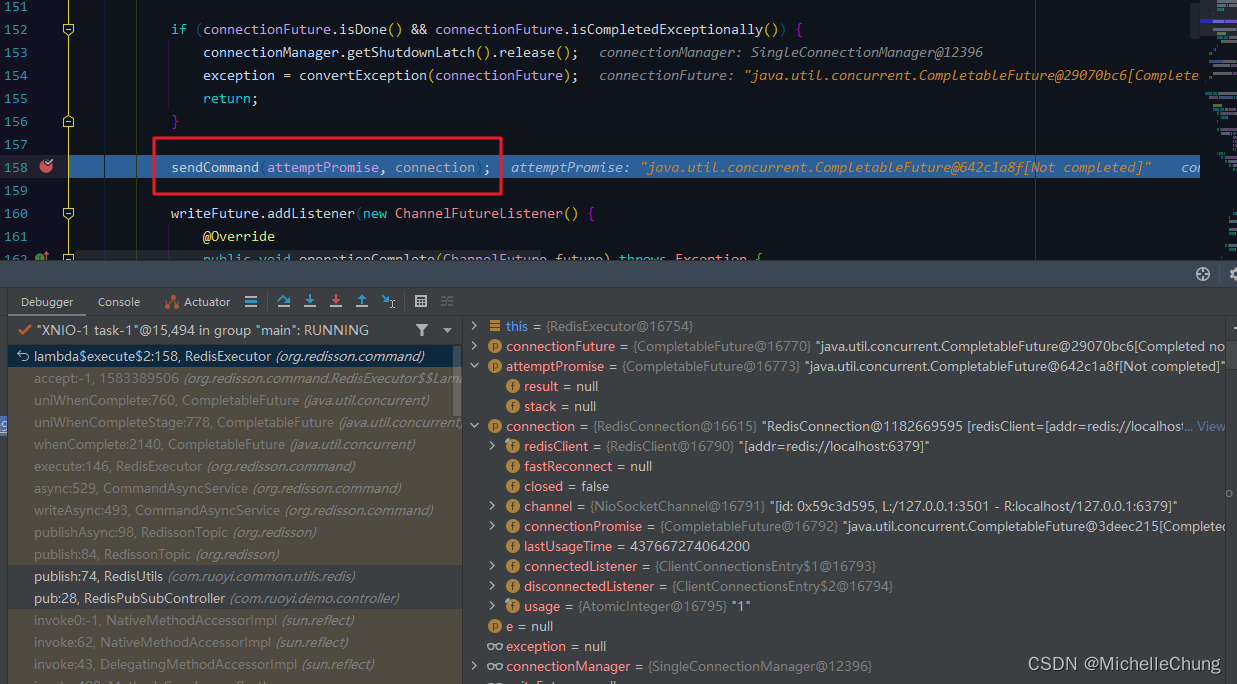 151
152 if (connectionFuture.isDone() && connectionFuture.isCompletedExceptionally()) {
153 connectionManager.getShutdownLatch().release(); connectionManager: SingleConnectionManager@12396
154 exception = convertException(connectionFuture); connectionFuture: "java.util.concurrent.CompletableFuture@29070bc6[Complete
155 return;
156 }
157
158 sendCommand(attemptPromise, connection); attemptPromise: "java.util.concurrent.CompletableFuture@642c1a8f[Not completed]" co
159
160 writeFuture.addListener(new ChannelFutureListener() {
161 @Override
162 public void operationComplete(ChannelFuture future) throws Exception {
Debugger Console Actuator
"XNIO-1 task-1"@15,494 in group "main": RUNNING
lambda$execute$2:158, RedisExecutor (org.redisson.command)
accept:-1, 1583389506 (org.redisson.command.RedisExecutor$$Lam
uniWhenComplete:760, CompletableFuture (java.util.concurrent)
uniWhenCompleteStage:778, CompletableFuture (java.util.concurrent,
whenComplete:2140, CompletableFuture (java.util.concurrent)
execute:146, RedisExecutor (org.redisson.command)
async:529, CommandAsyncService (org.redisson.command)
writeAsync:493, CommandAsyncService (org.redisson.command)
publishAsync:98, RedissonTopic (org.redisson)
publish:84, RedissonTopic (org.redisson)
publish:74, RedisUtils (com.ruoyi.common.utils.redis)
pub:28, RedisPubSubController (com.ruoyi.demo.controller)
invoke0:-1, NativeMethodAccessorImpl (sun.reflect)
invoke:62, NativeMethodAccessorImpl (sun.reflect)
invoke:43, DelegatingMethodAccessorImpl (sun.reflect)
this = {RedisExecutor@16754}
connectionFuture = {CompletableFuture@16770} "java.util.concurrent.CompletableFuture@29070bc6[Completed no
attemptPromise = {CompletableFuture@16773} "java.util.concurrent.CompletableFuture@642c1a8f[Not completed]"
result = null
stack = null
connection = {RedisConnection@16615} "RedisConnection@1182669595 [redisClient=[addr=redis://localhost... View
redisClient = {RedisClient@16790} "[addr=redis://localhost:6379]"
fastReconnect = null
closed = false
channel = {NioSocketChannel@16791} "[id: 0x59c3d595, L:/127.0.0.1:3501 - R:localhost/127.0.0.1:6379]"
connectionPromise = {CompletableFuture@16792} "java.util.concurrent.CompletableFuture@3deec215[Completed
lastUsageTime = 437667274064200
connectedListener = {ClientConnectionsEntry$1@16793}
disconnectedListener = {ClientConnectionsEntry$2@16794}
usage = {AtomicInteger@16795} "1"
e = null
exception = null
connectionManager = {SingleConnectionManager@12396}
CSDN @MichelleChung